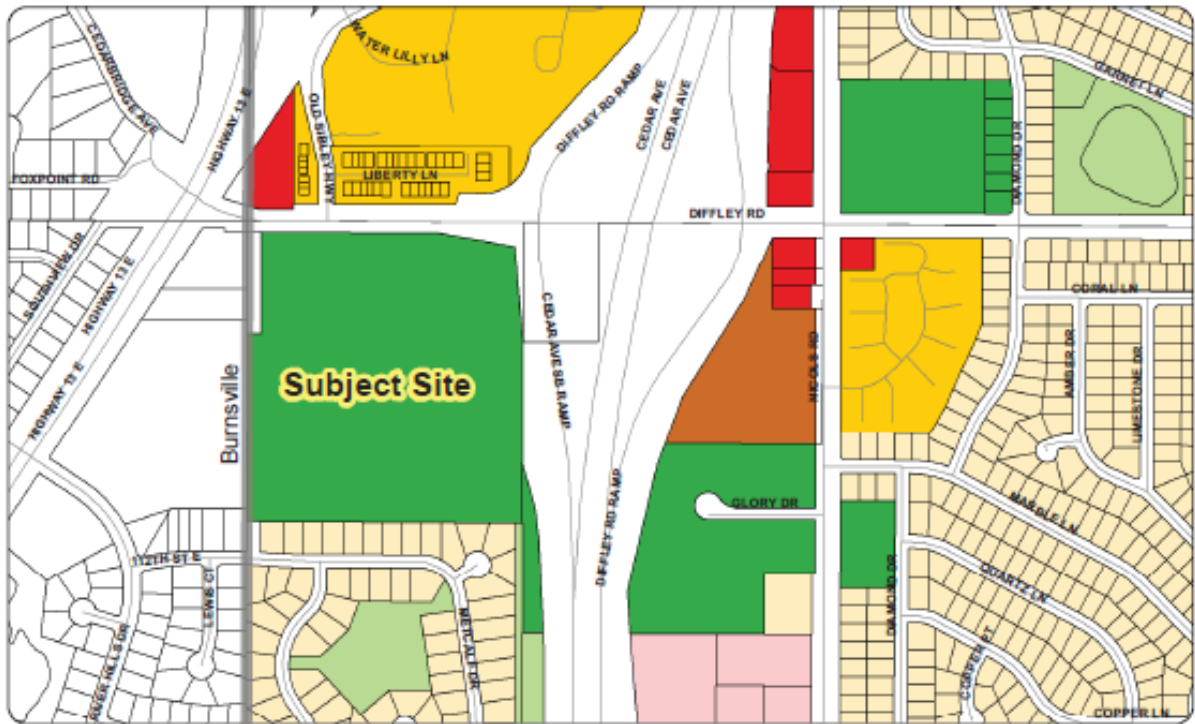 CEDARBRIDGE AVE
WATER LILLY LN
GARNET LN
HIGHWAY 13 E
OLD SIBLEY HWY
DIFFLEY RD RAMP
CEDAR AVE
CEDAR AVE
FOXPOINT RD
LIBERTY LN
DIAMOND DR
DIFFLEY RD
HIGHWAY 13 E
CORAL LN
CEDAR AVE SB RAMP
NICOLS RD
AMBER DR
LIMESTONE DR
Subject Site
Burnsville
HIGHWAY 13 E
DIFFLEY RD RAMP
GLORY DR
MARBLE LN
112TH ST E
LEWIS CT
METCALF DR
DIAMOND DR
QUARTZ LN
COPPER CT
RIVER HILLS DR
COPPER LN